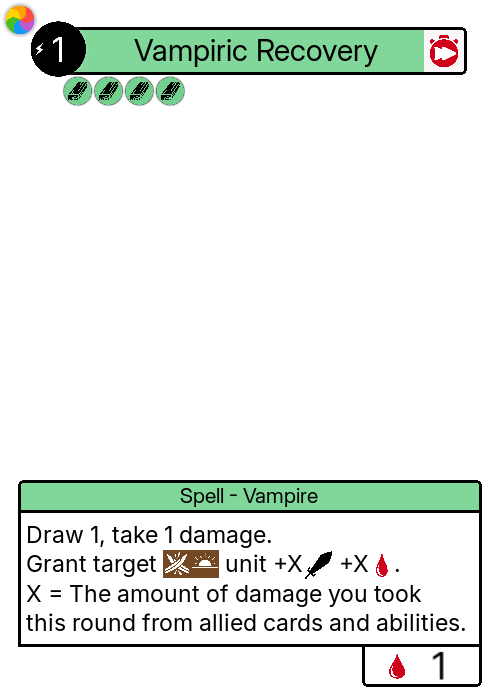 1 Vampiric Recovery
Spell - Vampire
Draw 1, take 1 damage.
Grant target unit +X +X .
X = The amount of damage you took
this round from allied cards and abilities.
1